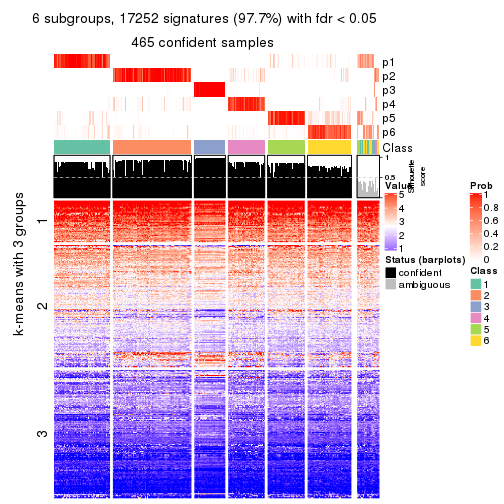 6 subgroups, 17252 signatures (97.7%) with fdr < 0.05
465 confident samples
p1
p2
p3
p4
p5
p6
Class
1
0.5
Silhouette score
k-means with 3 groups
1
2
3
Value
5
4
3
2
1
Status (barplots)
confident
ambiguous
Prob
1
0.8
0.6
0.4
0.2
0
Class
1
2
3
4
5
6